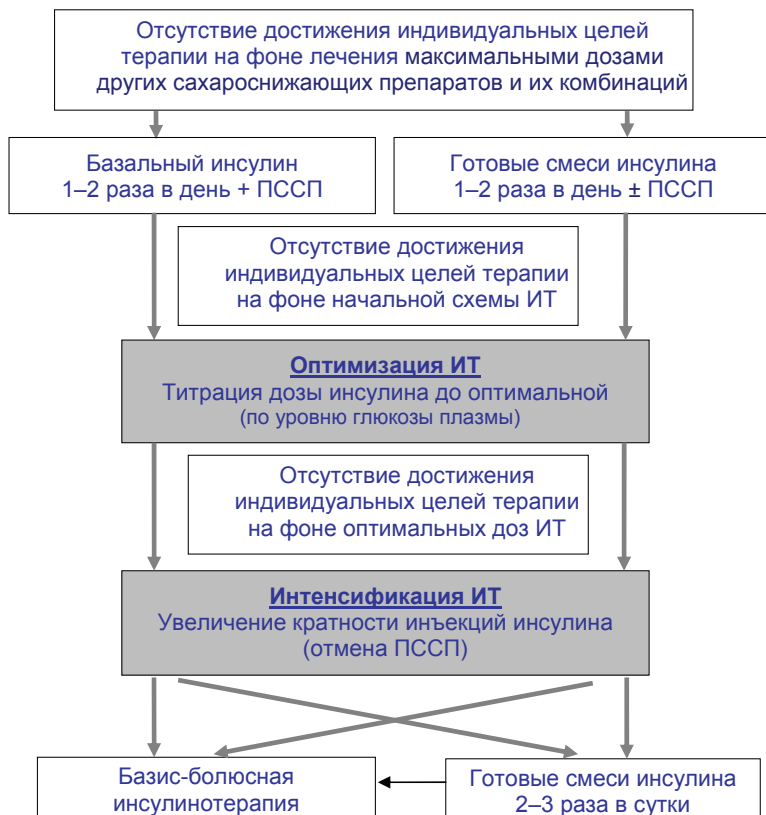 Отсутствие достижения индивидуальных целей
терапии на фоне лечения максимальными дозами
других сахароснижающих препаратов и их комбинаций
Базальный инсулин
1–2 раза в день + ПССП
Готовые смеси инсулина
1–2 раза в день ± ПССП
Отсутствие достижения
индивидуальных целей терапии
на фоне начальной схемы ИТ
Оптимизация ИТ
Титрация дозы инсулина до оптимальной
(по уровню глюкозы плазмы)
Отсутствие достижения
индивидуальных целей терапии
на фоне оптимальных доз ИТ
Интенсификация ИТ
Увеличение кратности инъекций инсулина
(отмена ПССП)
Базис-болюсная
инсулинотерапия
Готовые смеси инсулина
2–3 раза в сутки